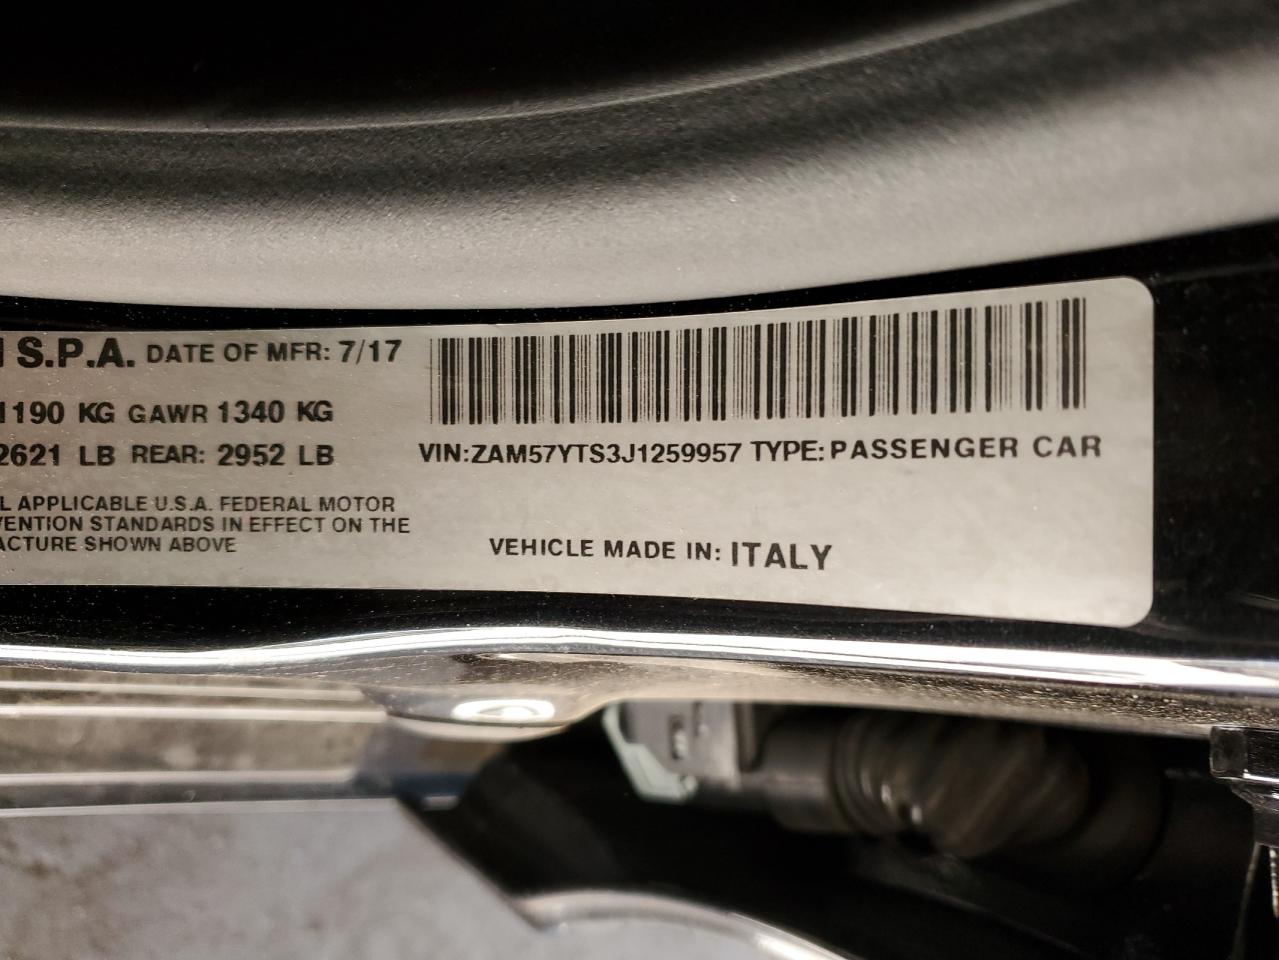 S.P.A. DATE OF MFR: 7/17
1190 KG GAWR 1340 KG
2621 LB REAR: 2952 LB
VIN:ZAM57YTS3J1259957 TYPE:PASSENGER CAR
L APPLICABLE U.S.A. FEDERAL MOTOR
VENTION STANDARDS IN EFFECT ON THE
ACTURE SHOWN ABOVE
VEHICLE MADE IN: ITALY